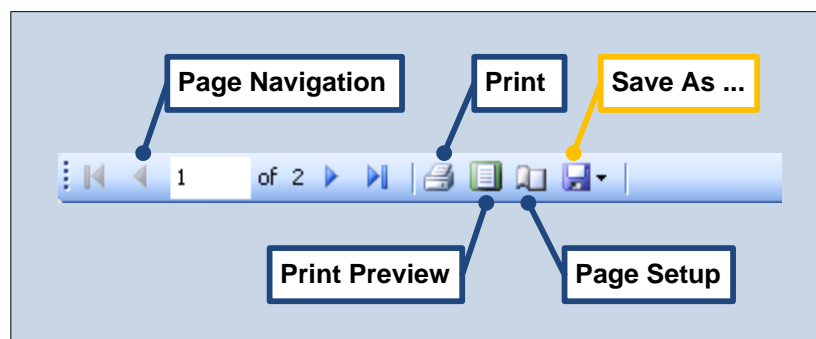 Page Navigation
Print
Save As ...
1 of 2
Print Preview
Page Setup